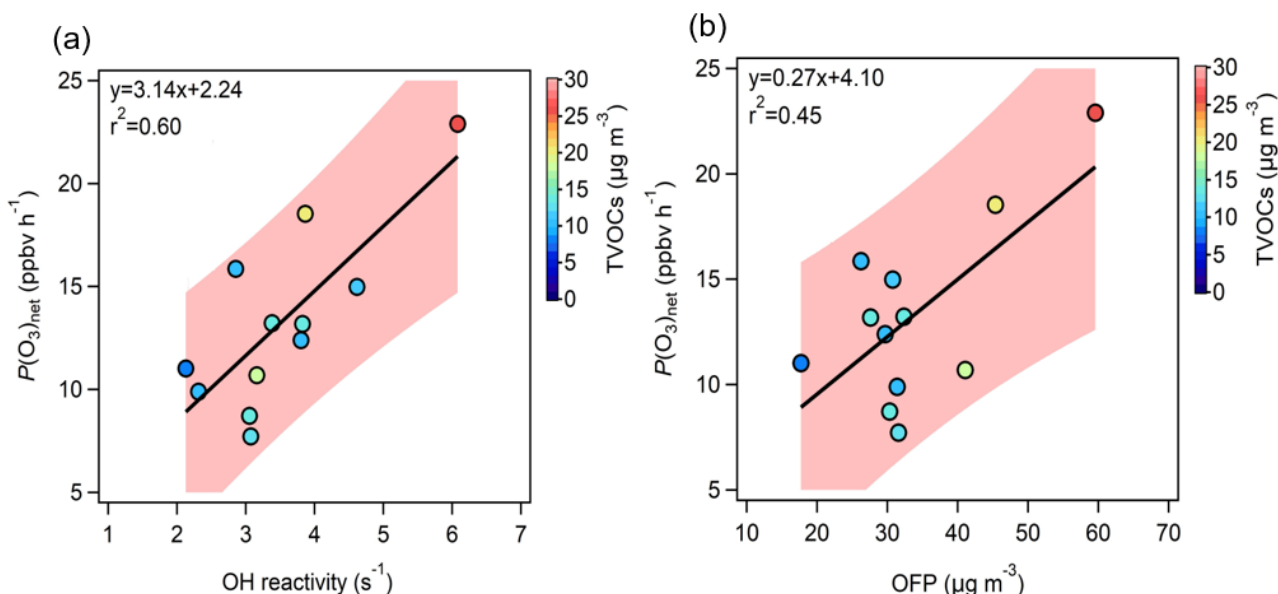 (a)
y=3.14x+2.24
r²=0.60
25
20
15
10
5
P(O₃)net (ppbv h⁻¹)
1 2 3 4 5 6 7
OH reactivity (s⁻¹)
30
25
20
15
10
5
0
TVOCs (μg m⁻³)
(b)
y=0.27x+4.10
r²=0.45
25
20
15
10
5
P(O₃)net (ppbv h⁻¹)
10 20 30 40 50 60 70
OFP (μg m⁻³)
30
25
20
15
10
5
0
TVOCs (μg m⁻³)